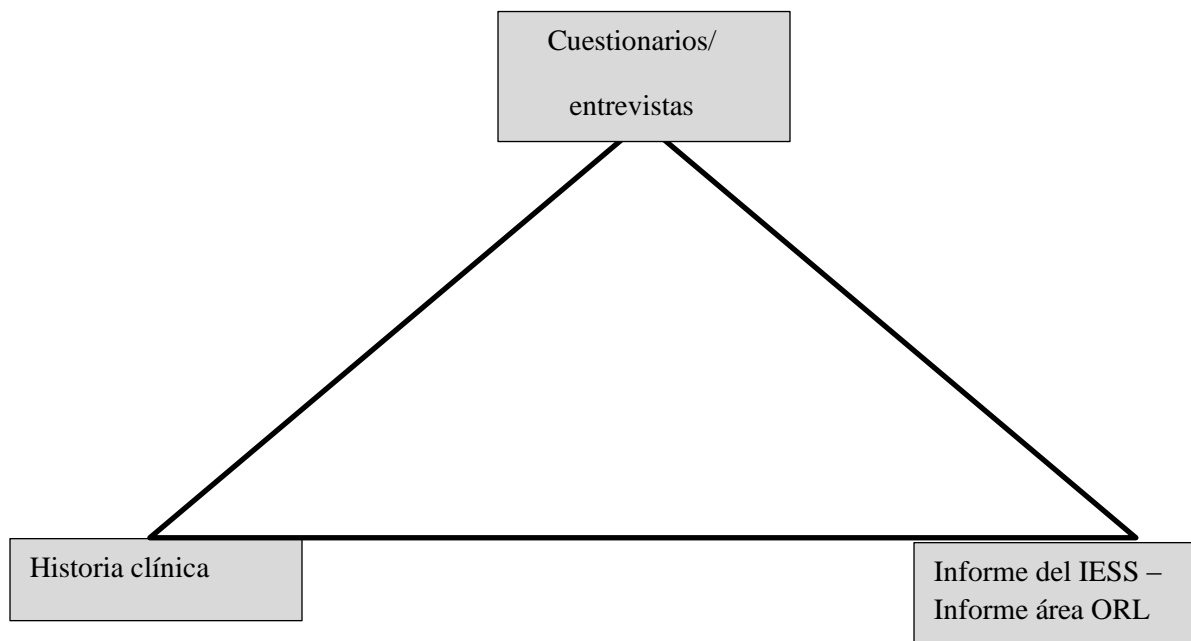 Cuestionarios/
entrevistas
Historia clínica
Informe del IESS –
Informe área ORL